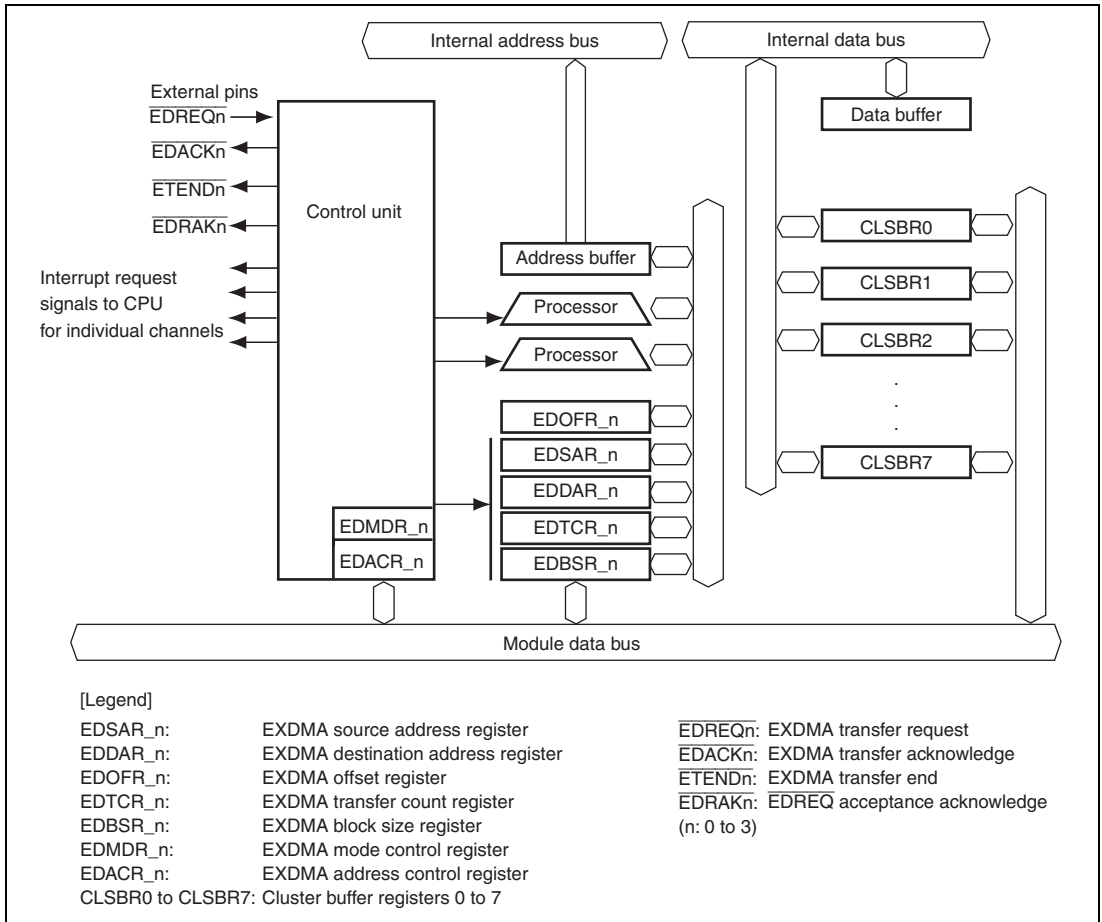 Internal address bus
Internal data bus
External pins
EDREQn
EDACKn
ETENDn
EDRAKn
Interrupt request
signals to CPU
for individual channels
Control unit
EDMDR_n
EDACR_n
Address buffer
Processor
Processor
EDOFR_n
EDSAR_n
EDDAR_n
EDTCR_n
EDBSR_n
Data buffer
CLSBR0
CLSBR1
CLSBR2
.
.
.
CLSBR7
Module data bus
[Legend]
EDSAR_n: EXDMA source address register
EDDAR_n: EXDMA destination address register
EDOFR_n: EXDMA offset register
EDTCR_n: EXDMA transfer count register
EDBSR_n: EXDMA block size register
EDMDR_n: EXDMA mode control register
EDACR_n: EXDMA address control register
CLSBR0 to CLSBR7: Cluster buffer registers 0 to 7
EDREQn: EXDMA transfer request
EDACKn: EXDMA transfer acknowledge
ETENDn: EXDMA transfer end
EDRAKn: EDREQ acceptance acknowledge
(n: 0 to 3)